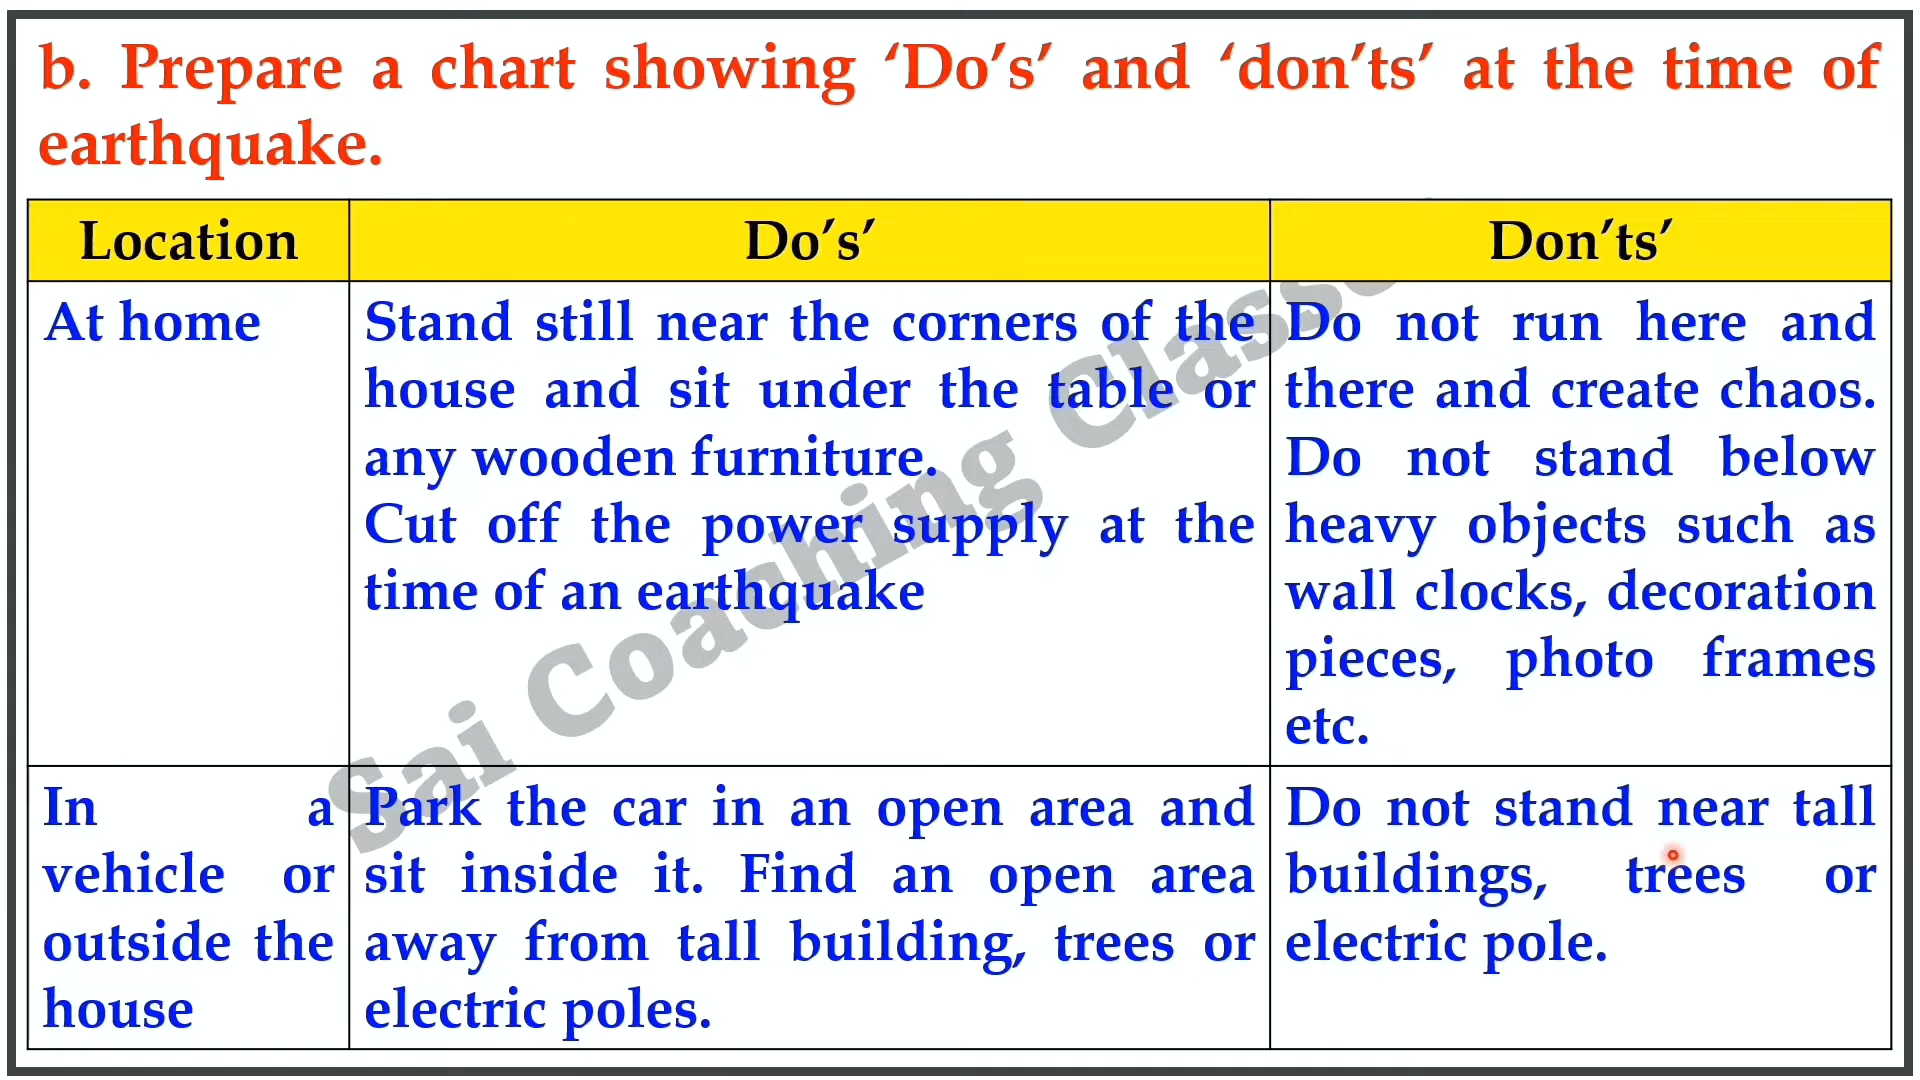 b. Prepare a chart showing ‘Do’s’ and ‘don’ts’ at the time of
earthquake.
Location
Do’s’
Don’ts’
At home
Stand still near the corners of the
house and sit under the table or
any wooden furniture.
Cut off the power supply at the
time of an earthquake
Do not run here and
there and create chaos.
Do not stand below
heavy objects such as
wall clocks, decoration
pieces, photo frames
etc.
In a
vehicle or
outside the
house
Park the car in an open area and
sit inside it. Find an open area
away from tall building, trees or
electric poles.
Do not stand near tall
buildings, trees or
electric pole.
Sai Coaching Classe